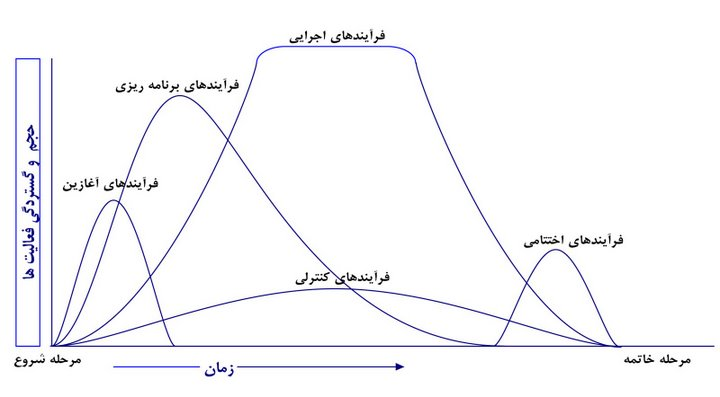 فرآیندهای اجرایی
فرآیندهای برنامه ریزی
فرآیندهای آغازین
فرآیندهای اختتامی
فرآیندهای کنترلی
حجم و گستردگی فعالیت ها
مرحله شروع
مرحله خاتمه
زمان